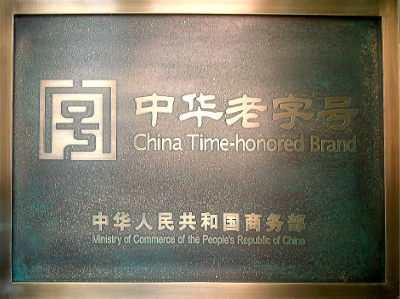 中华老字号
China Time-honored Brand
中华人民共和国商务部
Ministry of Commerce of the People's Republic of China